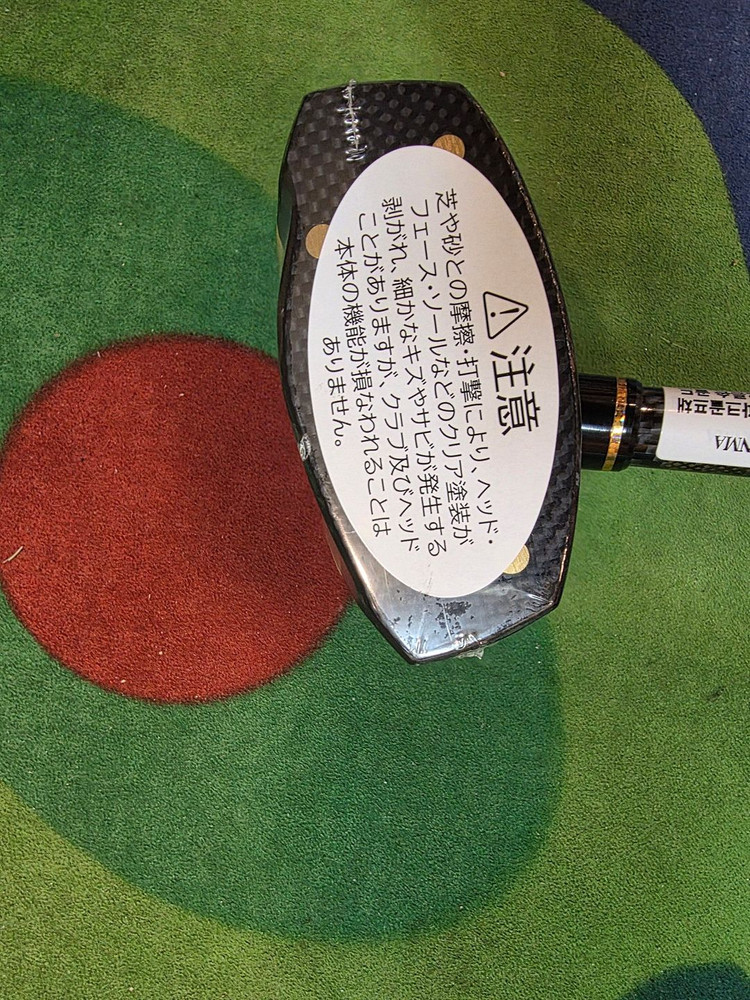 ⚠注意
芝や砂との摩擦・打撃により、ヘッド・
フェース・ソールなどのクリア塗装が
剥がれ、細かなキズやサビが発生する
ことがありますが、クラブ及びヘッド
本体の機能が損なわれることは
ありません。
NMA